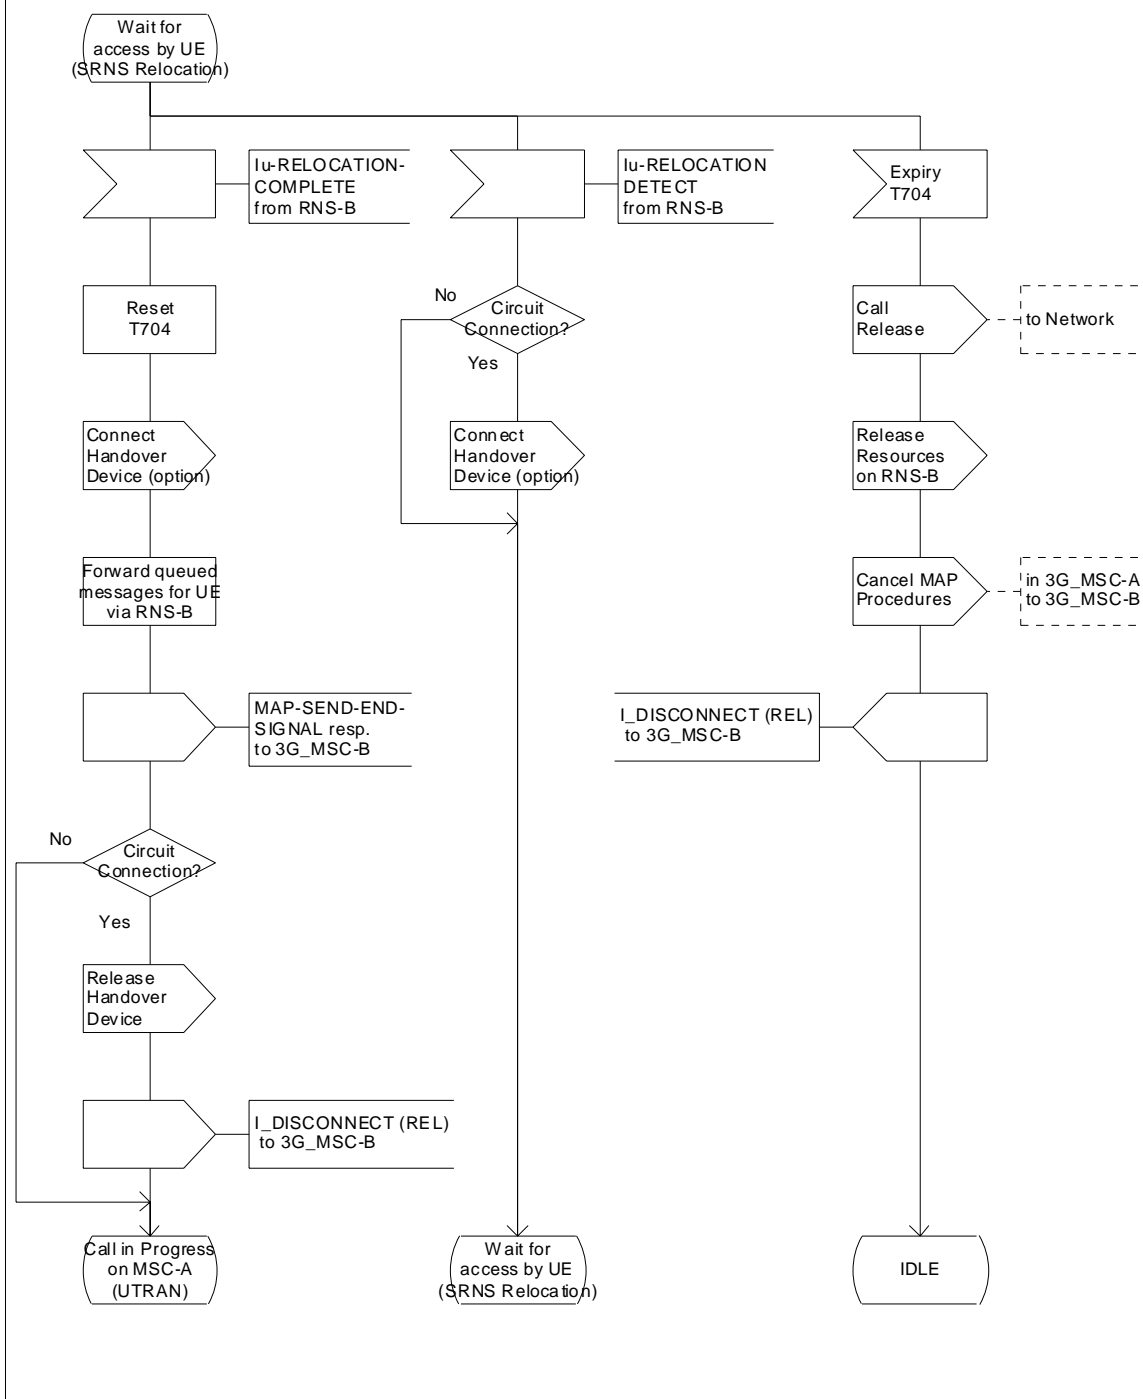 Wait for
access by UE
(SRNS Relocation)
Iu-RELOCATION-
COMPLETE
from RNS-B
Iu-RELOCATION
DETECT
from RNS-B
Expiry
T704
Reset
T704
No
Circuit
Connection?
Yes
Call
Release
to Network
Connect
Handover
Device (option)
Connect
Handover
Device (option)
Release
Resources
on RNS-B
Forward queued
messages for UE
via RNS-B
Cancel MAP
Procedures
in 3G_MSC-A
to 3G_MSC-B
MAP-SEND-END-
SIGNAL resp.
to 3G_MSC-B
I_DISCONNECT (REL)
to 3G_MSC-B
No
Circuit
Connection?
Yes
Release
Handover
Device
I_DISCONNECT (REL)
to 3G_MSC-B
Call in Progress
on MSC-A
(UTRAN)
Wait for
access by UE
(SRNS Relocation)
IDLE